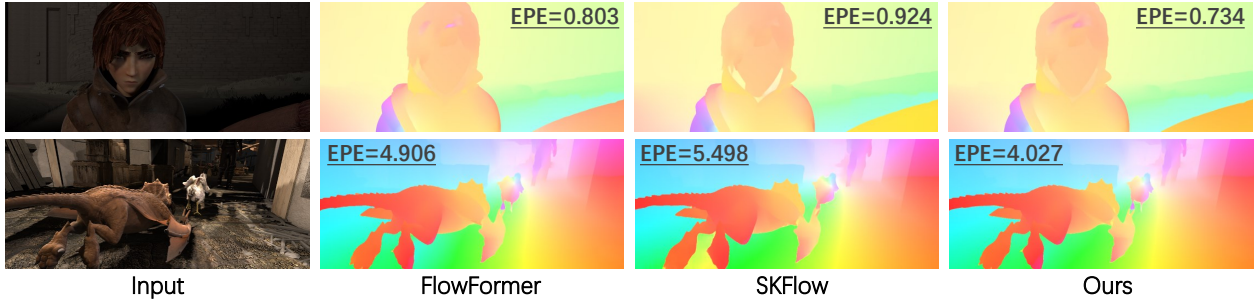 EPE=0.803
EPE=0.924
EPE=0.734
EPE=4.906
EPE=5.498
EPE=4.027
Input
FlowFormer
SKFlow
Ours